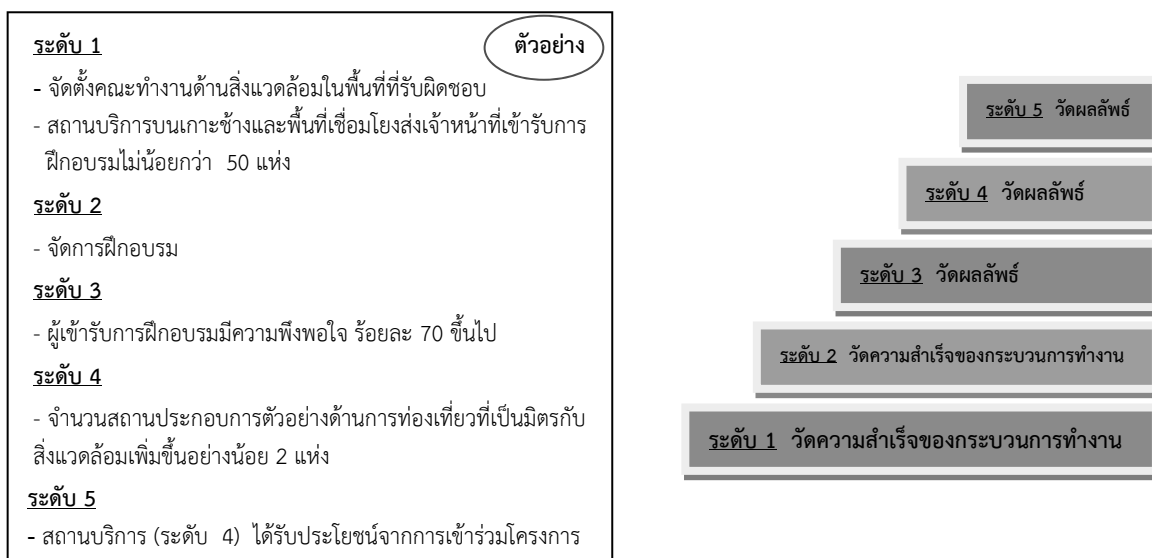 ระดับ 1
ตัวอย่าง
- จัดตั้งคณะทำงานด้านสิ่งแวดล้อมในพื้นที่ที่รับผิดชอบ
- สถานบริการบนเกาะช้างและพื้นที่เชื่อมโยงส่งเจ้าหน้าที่เข้ารับการ
ฝึกอบรมไม่น้อยกว่า 50 แห่ง
ระดับ 2
- จัดการฝึกอบรม
ระดับ 3
- ผู้เข้ารับการฝึกอบรมมีความพึงพอใจ ร้อยละ 70 ขึ้นไป
ระดับ 4
- จำนวนสถานประกอบการตัวอย่างด้านการท่องเที่ยวที่เป็นมิตรกับ
สิ่งแวดล้อมเพิ่มขึ้นอย่างน้อย 2 แห่ง
ระดับ 5
- สถานบริการ (ระดับ 4) ได้รับประโยชน์จากการเข้าร่วมโครงการ
ระดับ 5 วัดผลลัพธ์
ระดับ 4 วัดผลลัพธ์
ระดับ 3 วัดผลลัพธ์
ระดับ 2 วัดความสำเร็จของกระบวนการทำงาน
ระดับ 1 วัดความสำเร็จของกระบวนการทำงาน